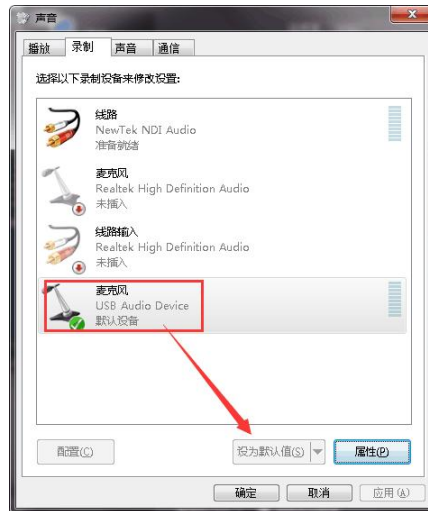 声音
播放 录制 声音 通信
选择以下录制设备来修改设置:
线路
NewTek NDI Audio
准备就绪
麦克风
Realtek High Definition Audio
未插入
线路输入
Realtek High Definition Audio
未插入
麦克风
USB Audio Device
默认设备
配置(C) 设为默认值(S) 属性(P)
确定 取消 应用(A)